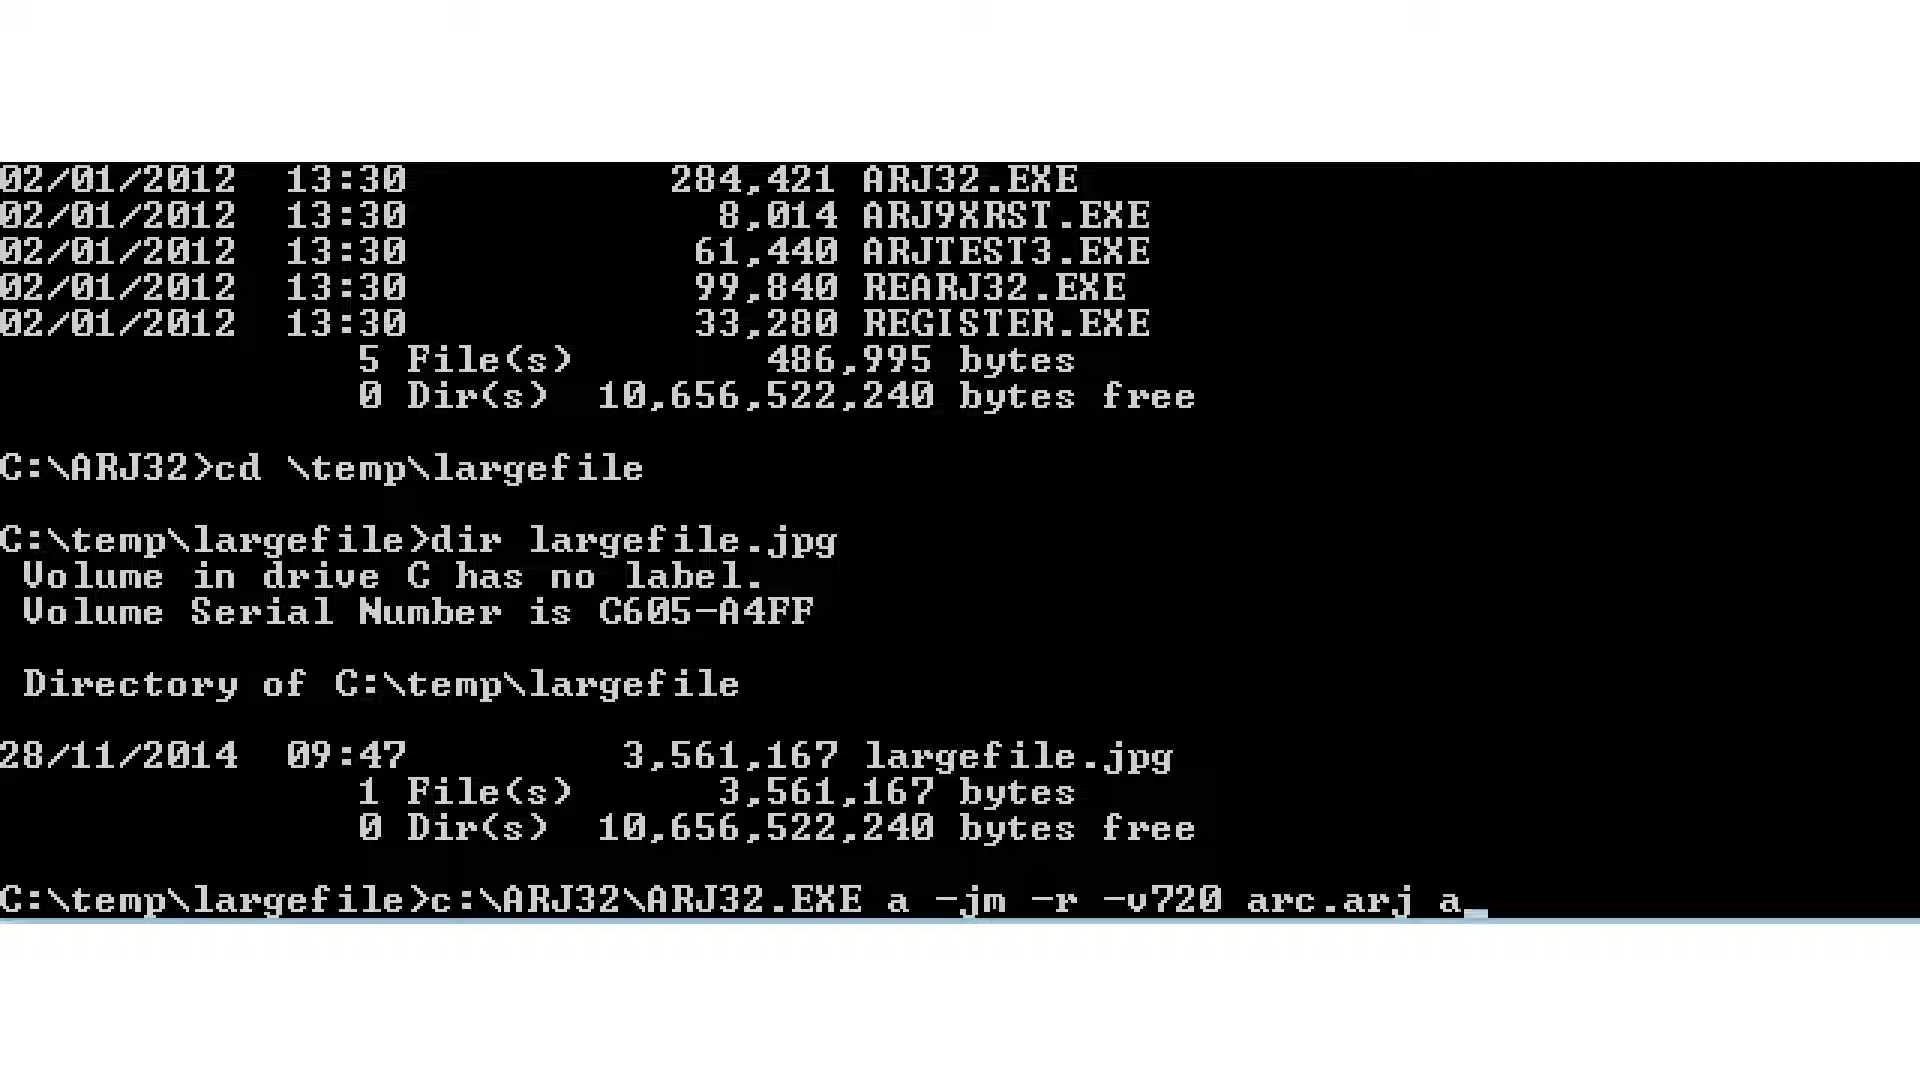 02/01/2012  13:30           284,421 ARJ32.EXE
02/01/2012  13:30             8,014 ARJ9XRST.EXE
02/01/2012  13:30            61,440 ARJTEST3.EXE
02/01/2012  13:30            99,840 REARJ32.EXE
02/01/2012  13:30            33,280 REGISTER.EXE
               5 File(s)        486,995 bytes
               0 Dir(s)  10,656,522,240 bytes free
C:\ARJ32>cd \temp\largefile
C:\temp\largefile>dir largefile.jpg
 Volume in drive C has no label.
 Volume Serial Number is C605-A4FF
 Directory of C:\temp\largefile
28/11/2014  09:47         3,561,167 largefile.jpg
               1 File(s)      3,561,167 bytes
               0 Dir(s)  10,656,522,240 bytes free
C:\temp\largefile>c:\ARJ32\ARJ32.EXE a -jm -r -v720 arc.arj a_